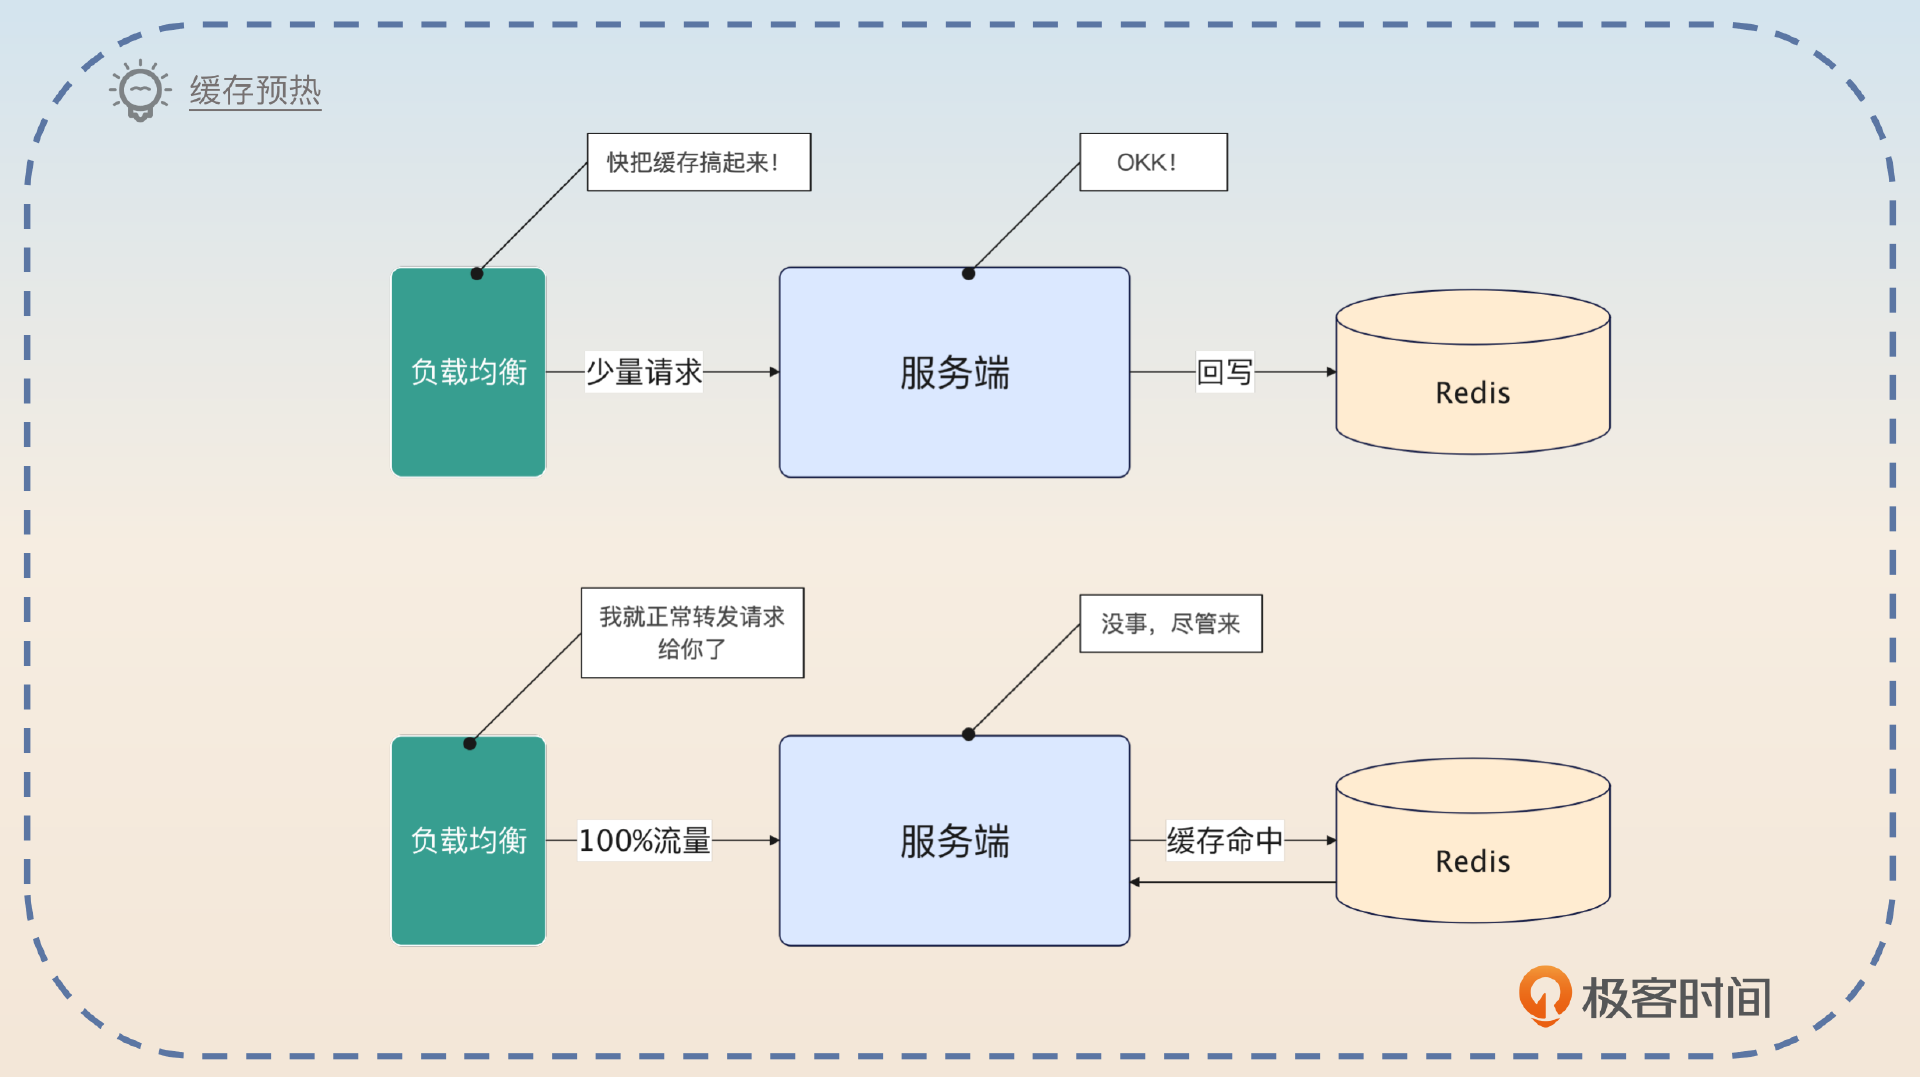 缓存预热
快把缓存搞起来!
OKK!
负载均衡
少量请求
服务端
回写
Redis
我就正常转发请求
给你了
没事，尽管来
负载均衡
100%流量
服务端
缓存命中
Redis
极客时间